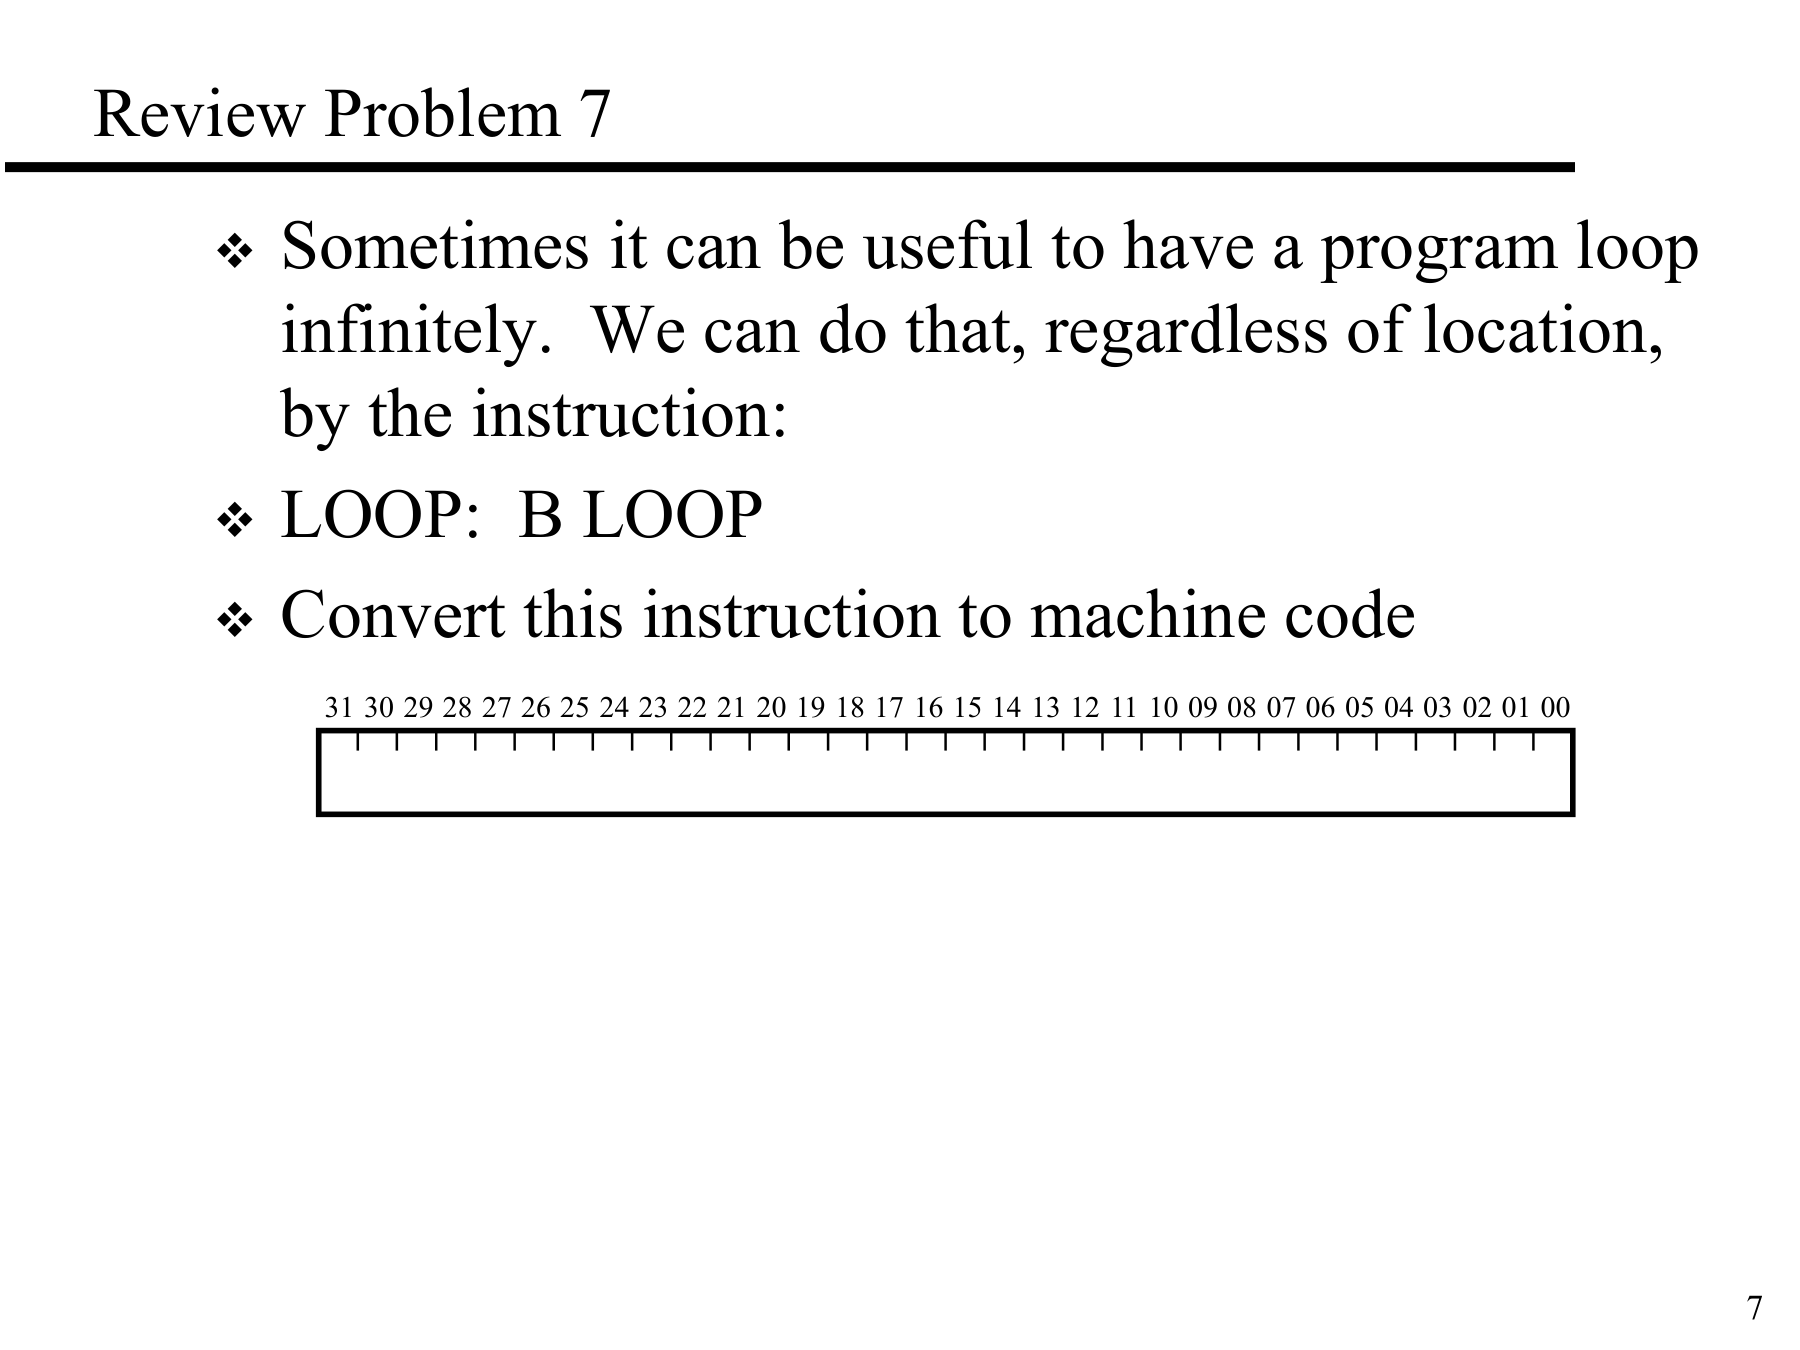 Review Problem 7
❖ Sometimes it can be useful to have a program loop
infinitely.  We can do that, regardless of location,
by the instruction:
❖ LOOP:  B LOOP
❖ Convert this instruction to machine code
31 30 29 28 27 26 25 24 23 22 21 20 19 18 17 16 15 14 13 12 11 10 09 08 07 06 05 04 03 02 01 00
7